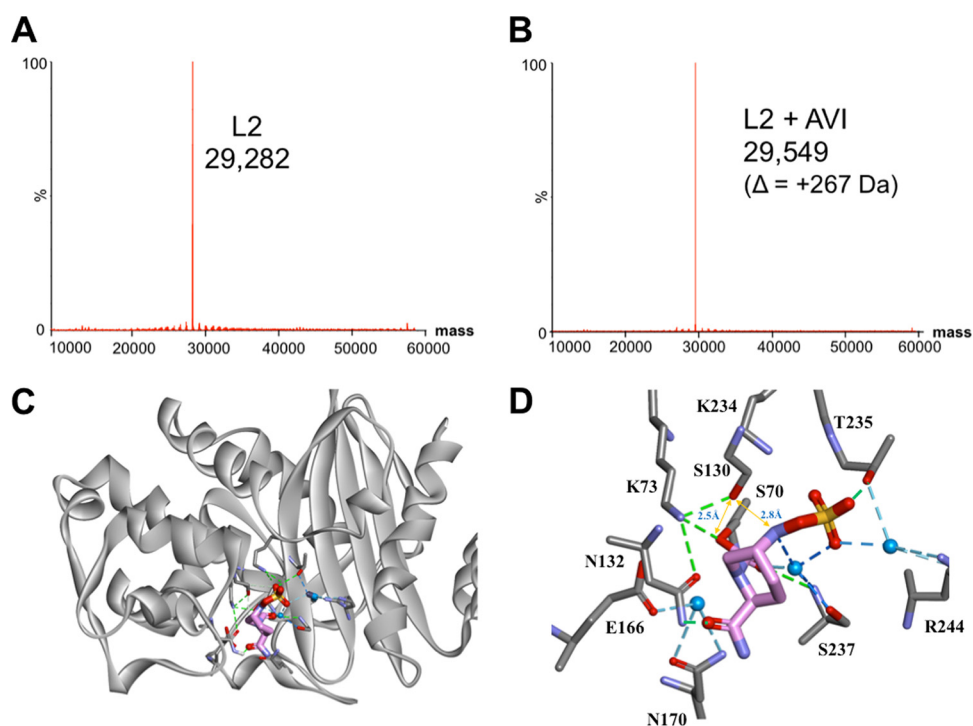 A
100
%
0
L2
29,282
10000 20000 30000 40000 50000 60000
mass
B
100
%
0
L2 + AVI
29,549
(Δ = +267 Da)
10000 20000 30000 40000 50000 60000
mass
C
D
K234
T235
S130
K73
S70
2.5Å
2.8Å
N132
E166
R244
S237
N170